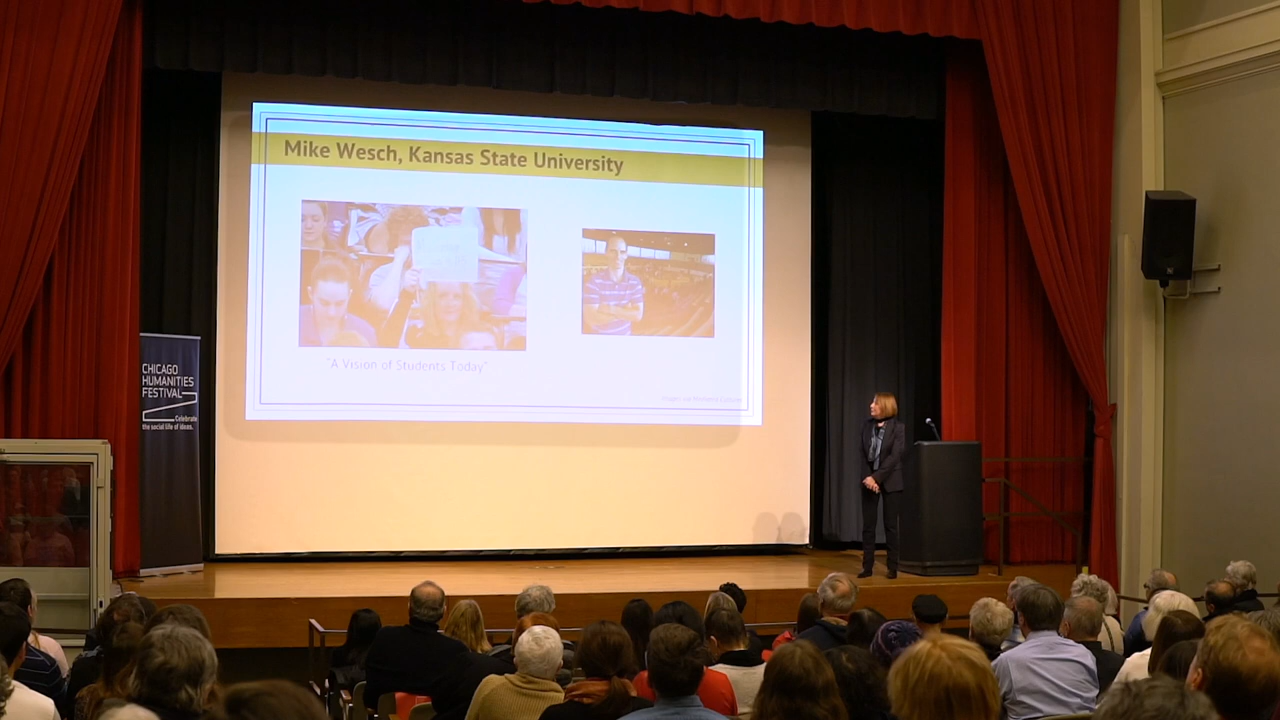 Mike Wesch, Kansas State University
"A Vision of Students Today"
CHICAGO
HUMANITIES
FESTIVAL
Celebrate
the social life of ideas.